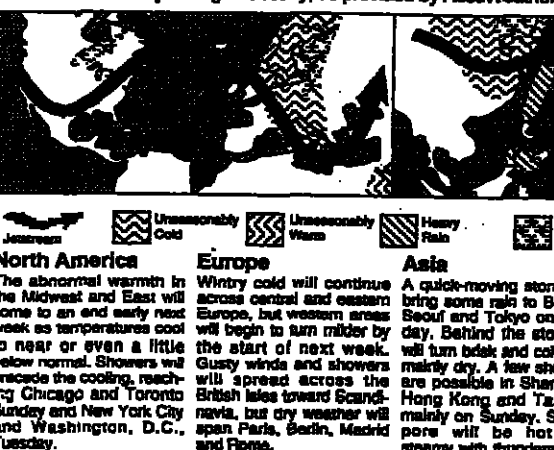 Jetstream
Unseasonably
Cold
Unseasonably
Warm
Heavy
Rain
North America
The abnormal warmth in
the Midwest and East will
come to an end early next
week as temperatures cool
to near or even a little
below normal. Showers will
precede the cooling, reach-
ing Chicago and Toronto
Sunday and New York City
and Washington, D.C.,
Tuesday.
Europe
Wintry cold will continue
across central and eastern
Europe, but western areas
will begin to turn milder by
the start of next week.
Gusty winds and showers
will spread across the
British Isles toward Scandi-
navia, but dry weather will
span Paris, Berlin, Madrid
and Rome.
Asia
A quick-moving storm
bring some rain to B
Seoul and Tokyo on
day. Behind the sto
will turn brisk and col
mainly dry. A few sho
are possible in Shan
Hong Kong and Ta
mainly on Sunday. S
pore will be hot
steamy with thunder